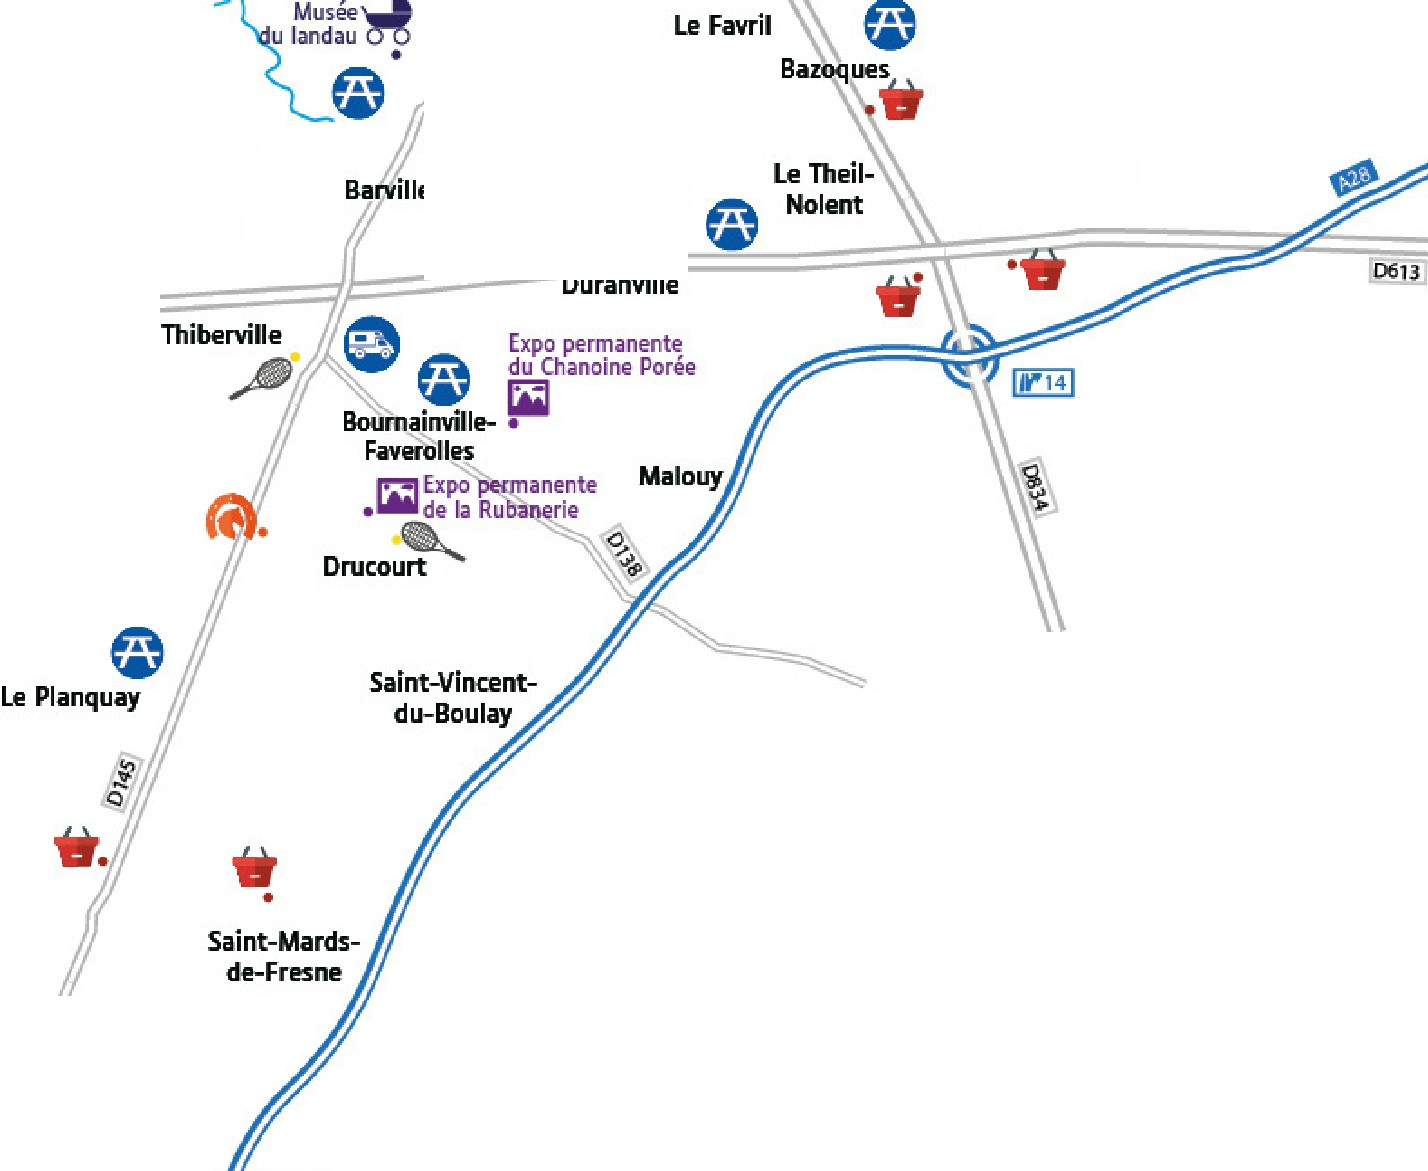 Musée
du landau
Le Favril
Bazoques
Barville
Le Theil-
Nolent
A28
D613
Duranville
Thiberville
Expo permanente
du Chanoine Porée
14
Bournainville-
Faverolles
Malouy
Expo permanente
de la Rubanerie
D834
D138
Drucourt
Le Planquay
Saint-Vincent-
du-Boulay
D145
Saint-Mards-
de-Fresne